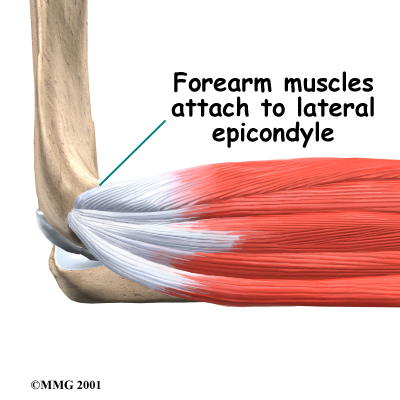 Forearm muscles
attach to lateral
epicondyle
©MMG 2001